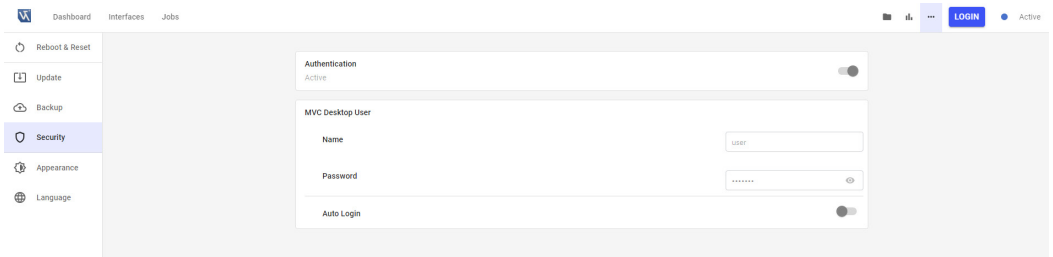 Dashboard Interfaces Jobs LOGIN Active
Reboot & Reset
Update
Backup
Security
Appearance
Language
Authentication
Active
MVC Desktop User
Name
user
Password
•••••••
Auto Login